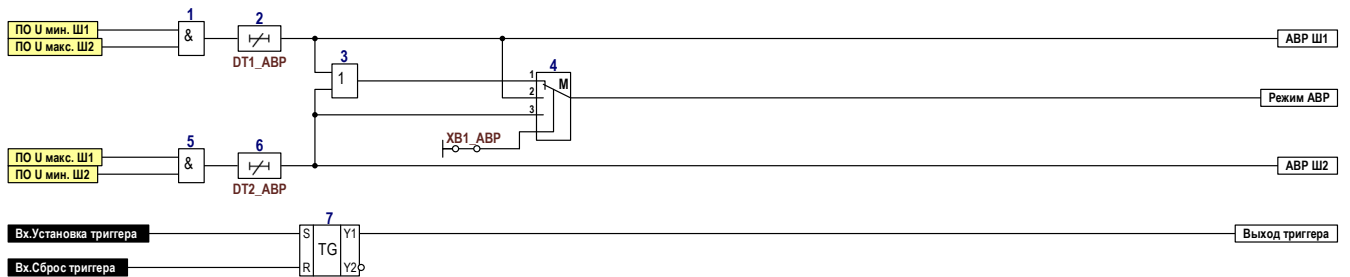 1
2
ПО U мин. Ш1
ПО U макс. Ш2
&
DT1_АВР
АВР Ш1
3
1
4
1
2
3
М
Режим АВР
XB1_АВР
5
6
ПО U макс. Ш1
ПО U мин. Ш2
&
DT2_АВР
АВР Ш2
7
Вх.Установка триггера
S
Y1
TG
Выход триггера
Вх.Сброс триггера
R
Y2